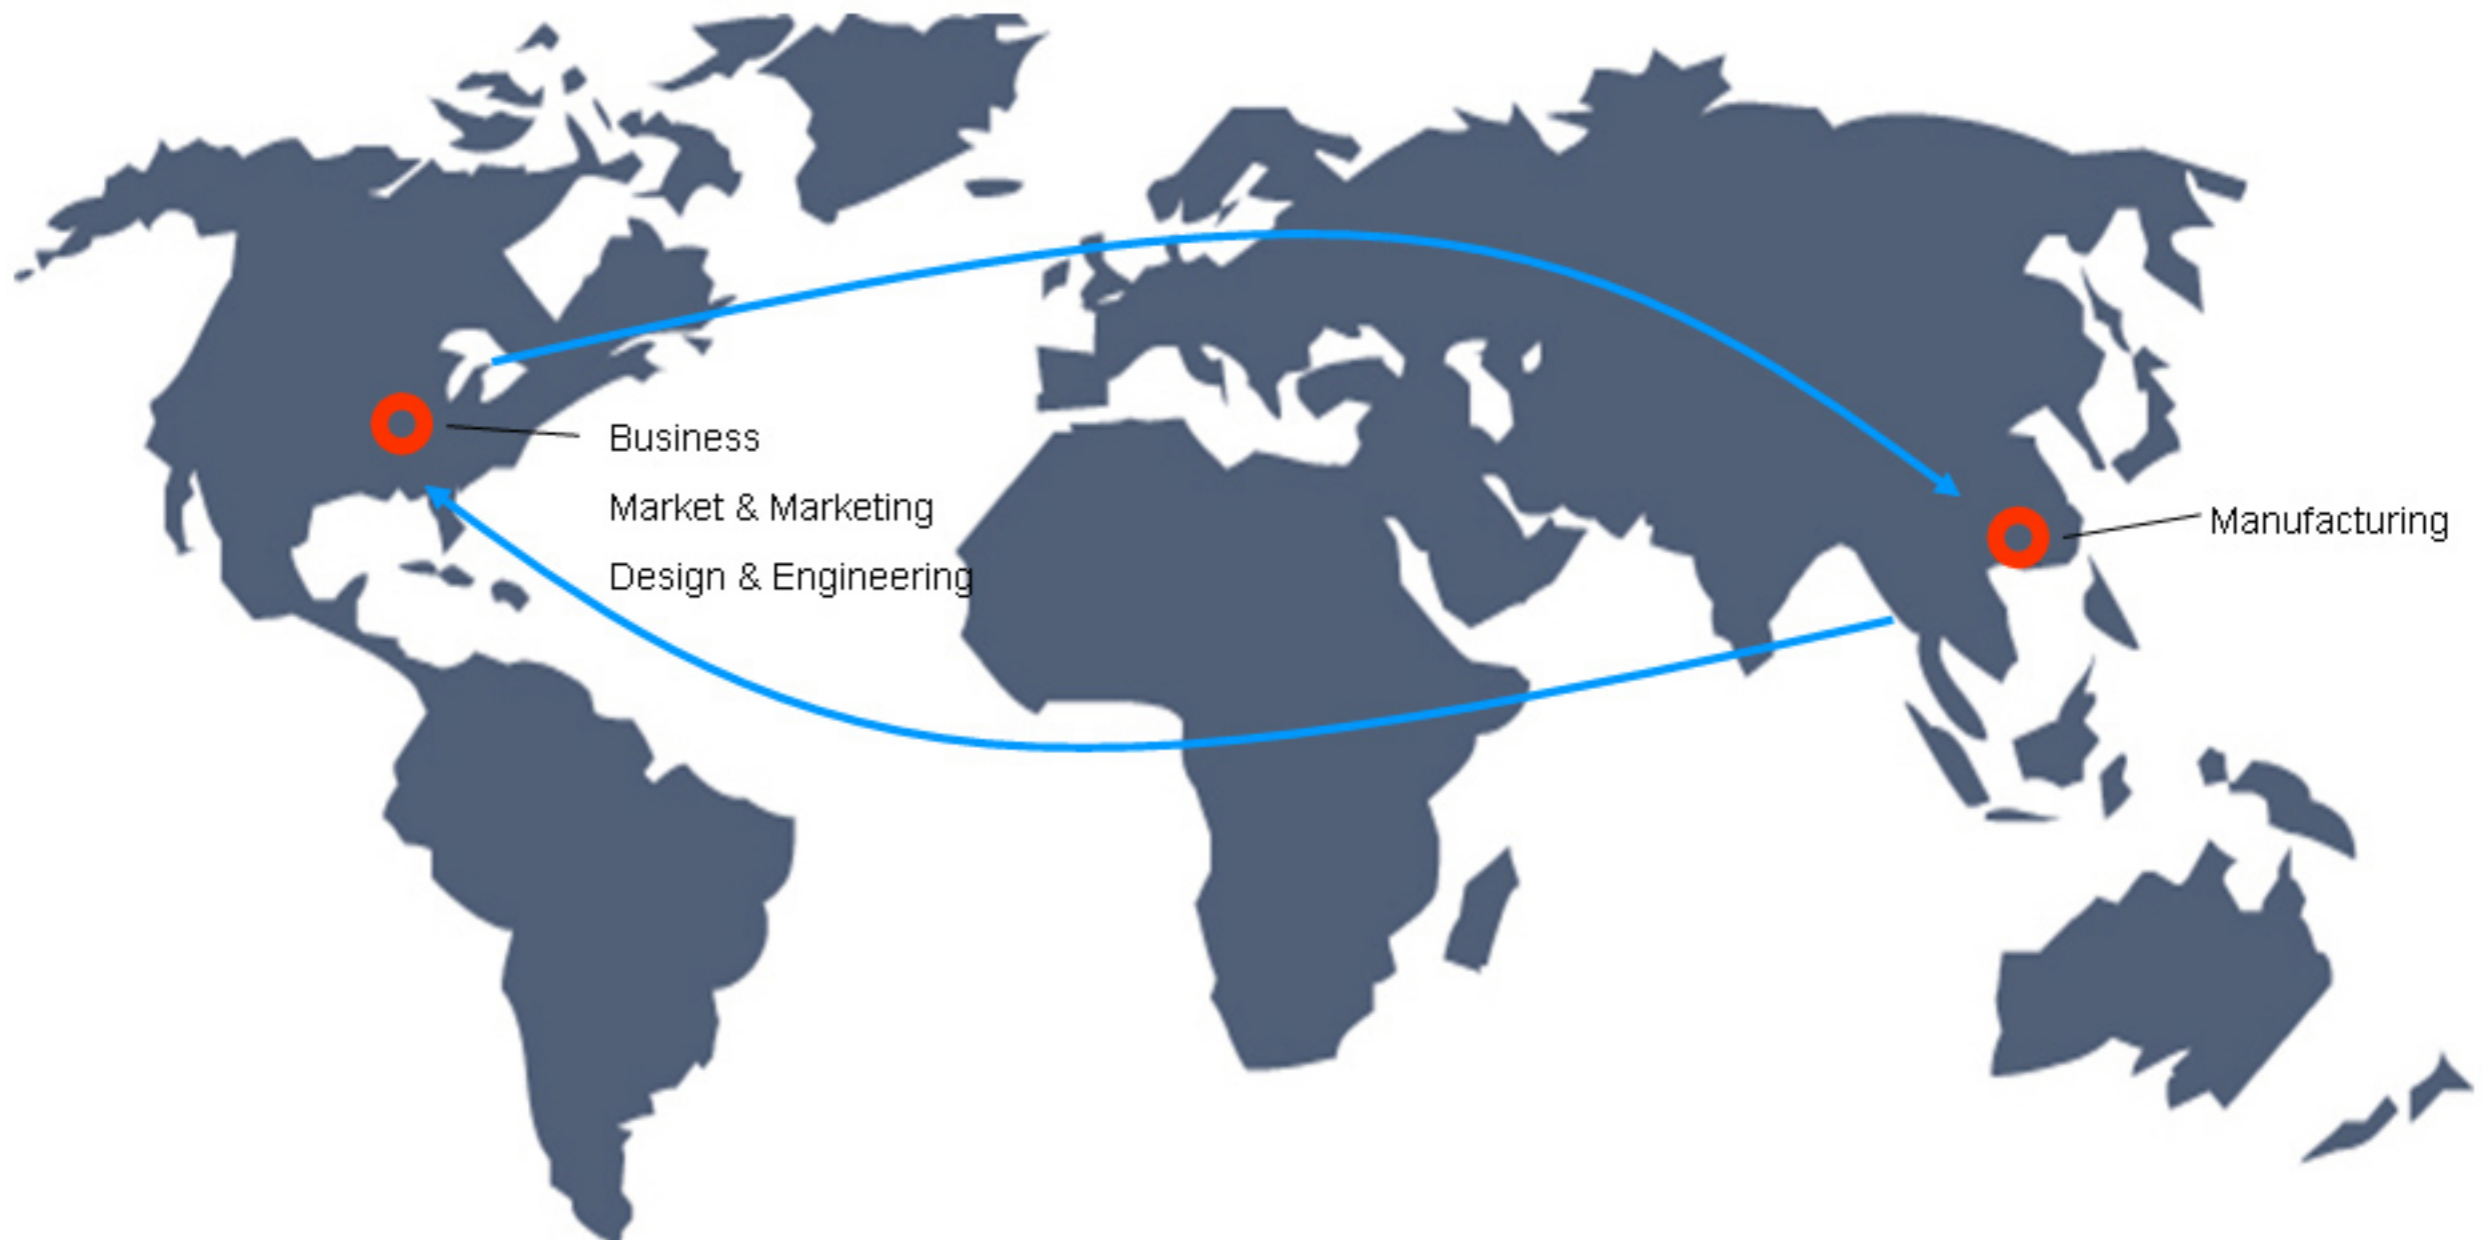 Business
Market & Marketing
Design & Engineering
Manufacturing